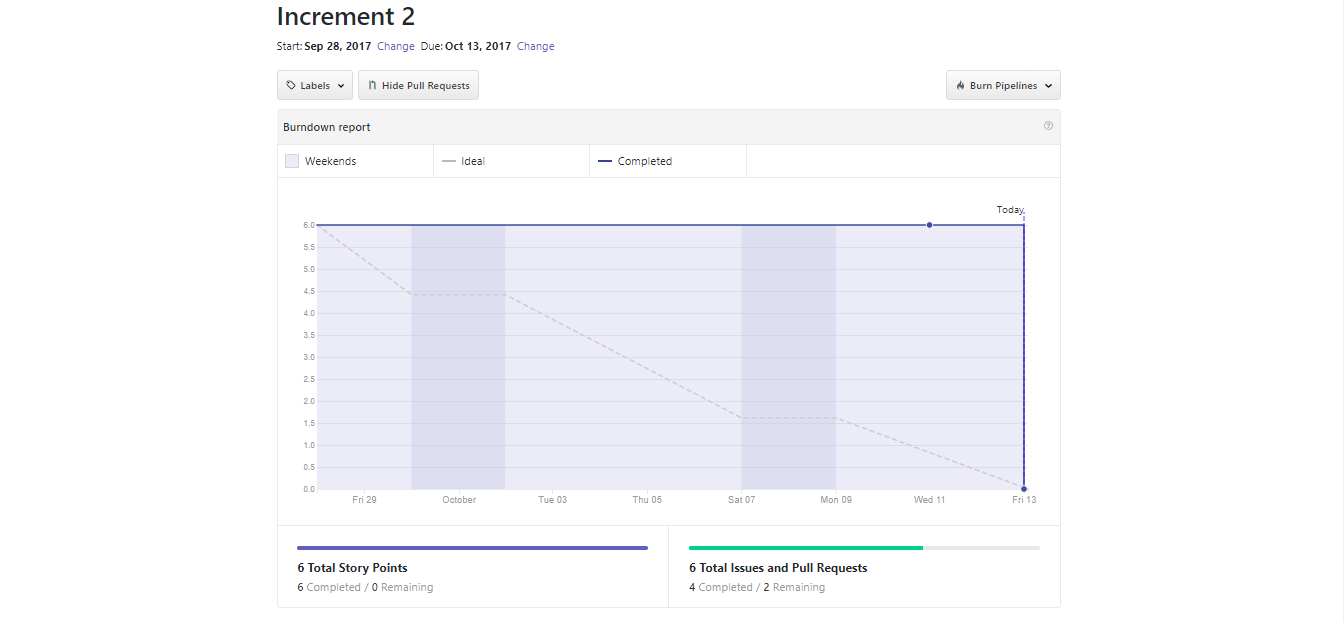 Increment 2
Start: Sep 28, 2017 Change Due: Oct 13, 2017 Change
Labels Hide Pull Requests Burn Pipelines
Burndown report
Weekends Ideal Completed
Today
6.0
5.5
5.0
4.5
4.0
3.5
3.0
2.5
2.0
1.5
1.0
0.5
0.0
Fri 29 October Tue 03 Thu 05 Sat 07 Mon 09 Wed 11 Fri 13
6 Total Story Points
6 Completed / 0 Remaining
6 Total Issues and Pull Requests
4 Completed / 2 Remaining